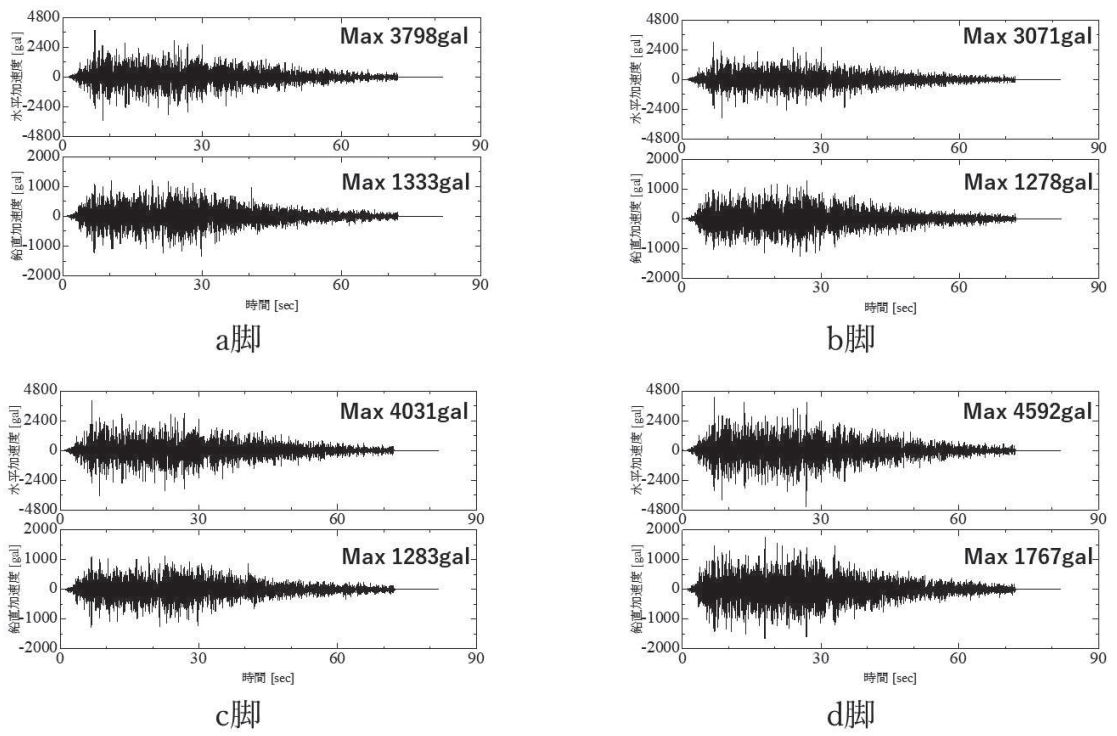 4800
2400
0
-2400
-4800
水平加速度 [gal]
Max 3798gal
0 30 60 90
2000
1000
0
-1000
-2000
鉛直加速度 [gal]
Max 1333gal
0 30 60 90
時間 [sec]
a脚
4800
2400
0
-2400
-4800
水平加速度 [gal]
Max 3071gal
0 30 60 90
2000
1000
0
-1000
-2000
鉛直加速度 [gal]
Max 1278gal
0 30 60 90
時間 [sec]
b脚
4800
2400
0
-2400
-4800
水平加速度 [gal]
Max 4031gal
0 30 60 90
2000
1000
0
-1000
-2000
鉛直加速度 [gal]
Max 1283gal
0 30 60 90
時間 [sec]
c脚
4800
2400
0
-2400
-4800
水平加速度 [gal]
Max 4592gal
0 30 60 90
2000
1000
0
-1000
-2000
鉛直加速度 [gal]
Max 1767gal
0 30 60 90
時間 [sec]
d脚